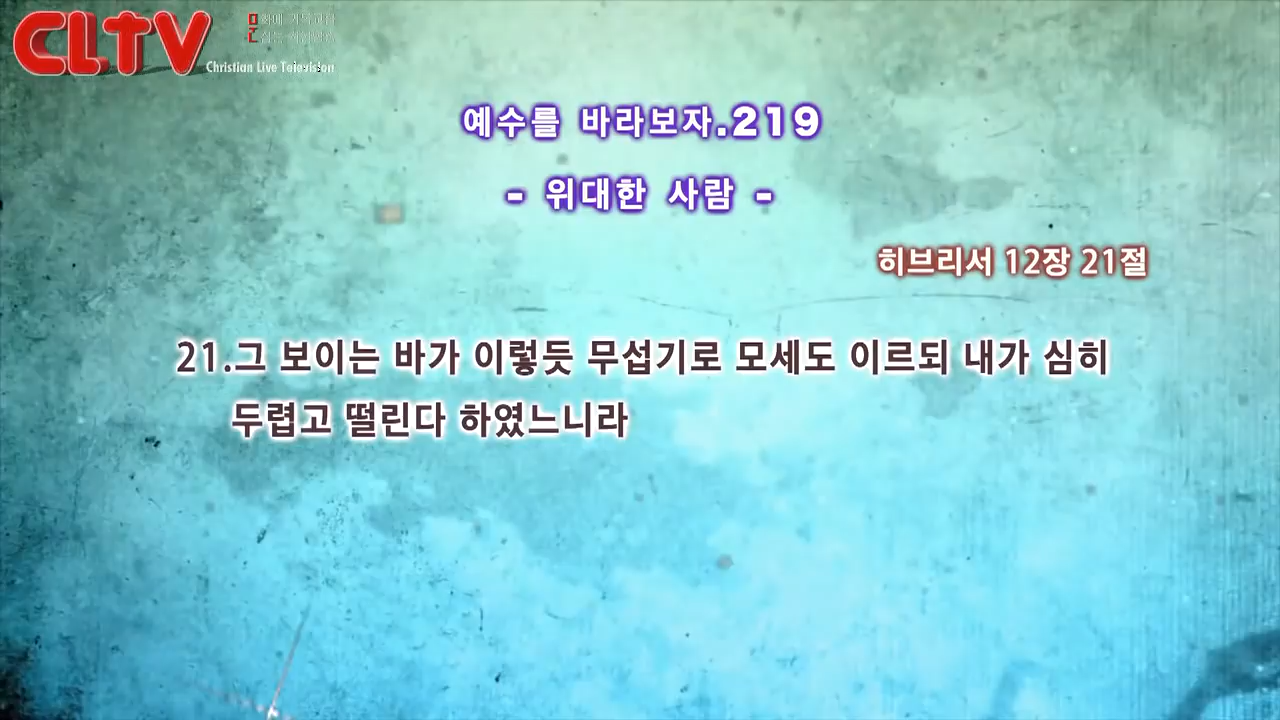 CLTV
Christian Live Television
예수를 바라보자.219
- 위대한 사람 -
히브리서 12장 21절
21.그 보이는 바가 이렇듯 무섭기로 모세도 이르되 내가 심히
두렵고 떨린다 하였느니라